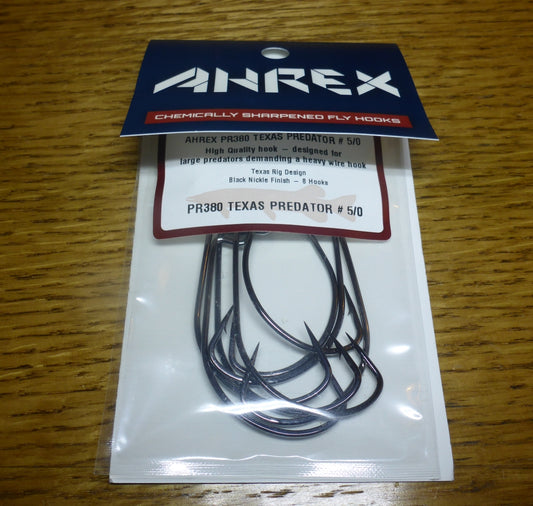 AHREX
CHEMICALLY SHARPENED FLY HOOKS
AHREX PR380 TEXAS PREDATOR # 5/0
High Quality hook – designed for
large predators demanding a heavy wire hook
Texas Rig Design
Black Nickle Finish – 8 Hooks
PR380 TEXAS PREDATOR # 5/0